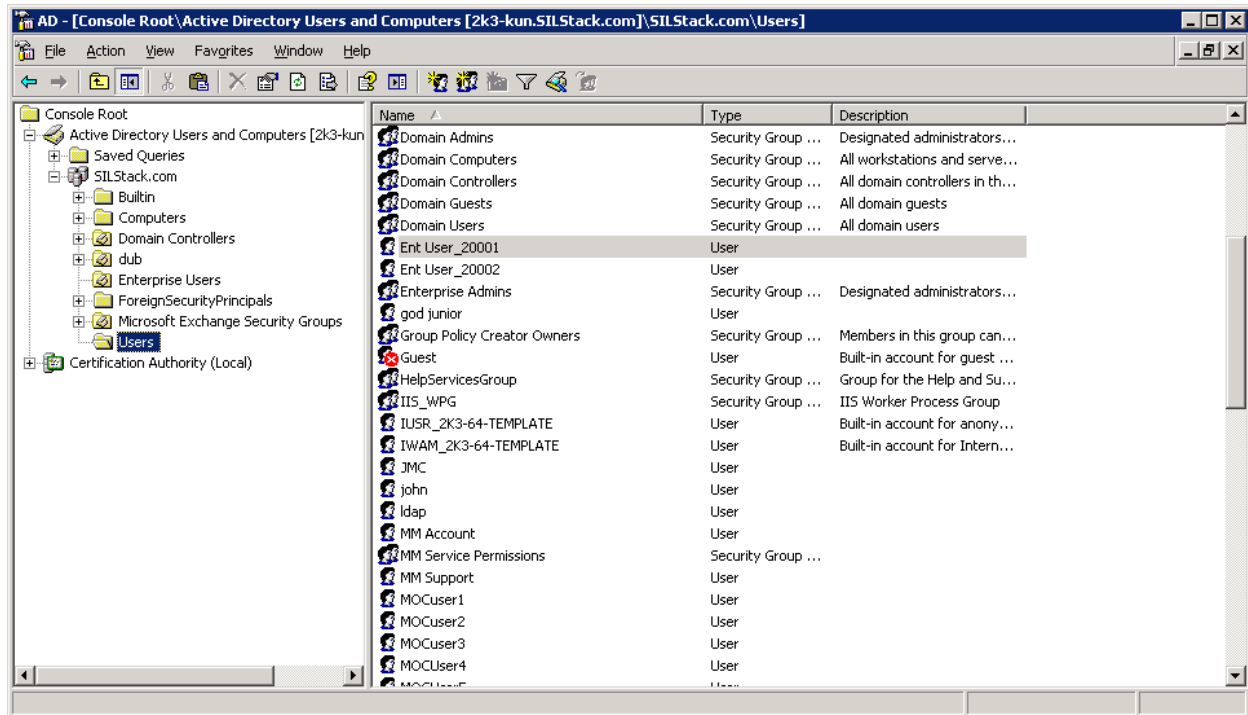 AD - [Console Root\Active Directory Users and Computers [2k3-kun.SILStack.com]\SILStack.com\Users]
File Action View Favorites Window Help
Console Root
Active Directory Users and Computers [2k3-kun
Saved Queries
SILStack.com
Builtin
Computers
Domain Controllers
dub
Enterprise Users
ForeignSecurityPrincipals
Microsoft Exchange Security Groups
Users
Certification Authority (Local)
Name Type Description
Domain Admins Security Group ... Designated administrators...
Domain Computers Security Group ... All workstations and serve...
Domain Controllers Security Group ... All domain controllers in th...
Domain Guests Security Group ... All domain guests
Domain Users Security Group ... All domain users
Ent User_20001 User
Ent User_20002 User
Enterprise Admins Security Group ... Designated administrators...
god junior User
Group Policy Creator Owners Security Group ... Members in this group can...
Guest User Built-in account for guest ...
HelpServicesGroup Security Group ... Group for the Help and Su...
IIS_WPG Security Group ... IIS Worker Process Group
IUSR_2K3-64-TEMPLATE User Built-in account for anony...
IWAM_2K3-64-TEMPLATE User Built-in account for Intern...
JMC User
john User
ldap User
MM Account User
MM Service Permissions Security Group ...
MM Support User
MOCuser1 User
MOCuser2 User
MOCuser3 User
MOCUser4 User